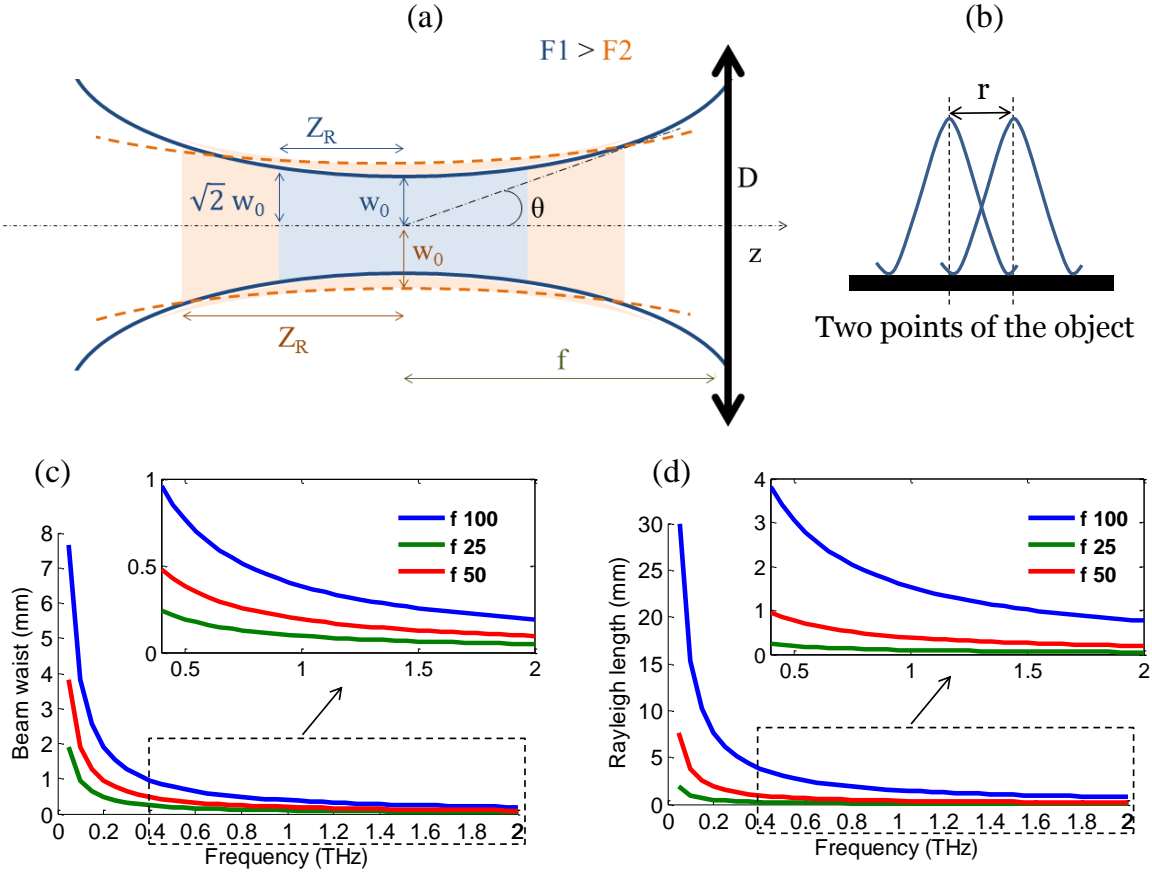 (a)
(b)
F1 > F2
r
Z_R
D
√2 w_0
w_0
θ
w_0
z
Z_R
f
Two points of the object
(c)
1
0.5
0
0.5
1
1.5
2
f 100
f 25
f 50
8
7
6
5
4
3
2
1
0
Beam waist (mm)
0
0.2
0.4
0.6
0.8
1
1.2
1.4
1.6
1.8
2
Frequency (THz)
(d)
4
3
2
1
0
0.5
1
1.5
2
f 100
f 25
f 50
30
25
20
15
10
5
0
Rayleigh length (mm)
0
0.2
0.4
0.6
0.8
1
1.2
1.4
1.6
1.8
2
Frequency (THz)